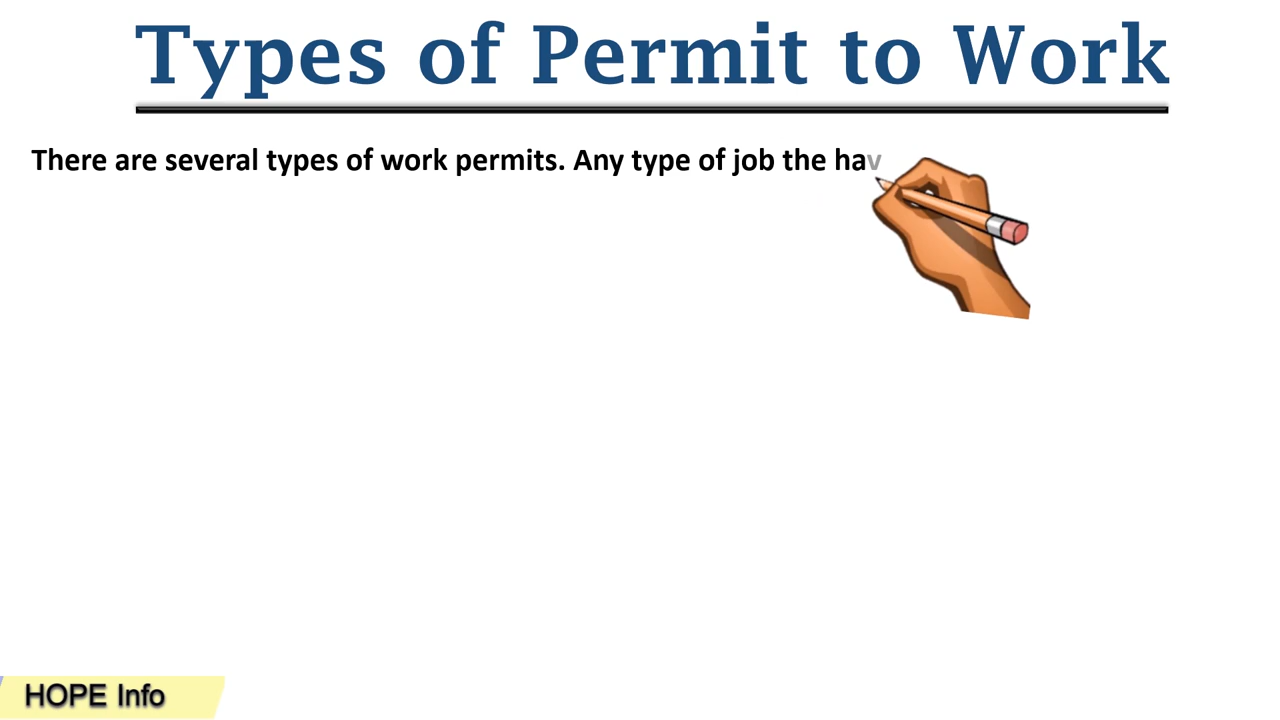 Types of Permit to Work
There are several types of work permits. Any type of job the hav
HOPE Info